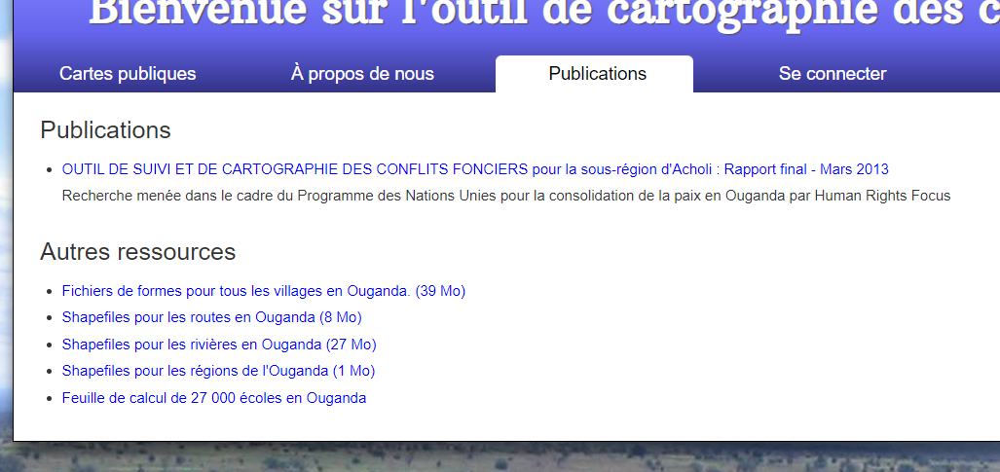 Bienvenue sur l'outil de cartographie des c
Cartes publiques
À propos de nous
Publications
Se connecter
Publications
OUTIL DE SUIVI ET DE CARTOGRAPHIE DES CONFLITS FONCIERS pour la sous-région d'Acholi : Rapport final - Mars 2013
Recherche menée dans le cadre du Programme des Nations Unies pour la consolidation de la paix en Ouganda par Human Rights Focus
Autres ressources
Fichiers de formes pour tous les villages en Ouganda. (39 Mo)
Shapefiles pour les routes en Ouganda (8 Mo)
Shapefiles pour les rivières en Ouganda (27 Mo)
Shapefiles pour les régions de l'Ouganda (1 Mo)
Feuille de calcul de 27 000 écoles en Ouganda